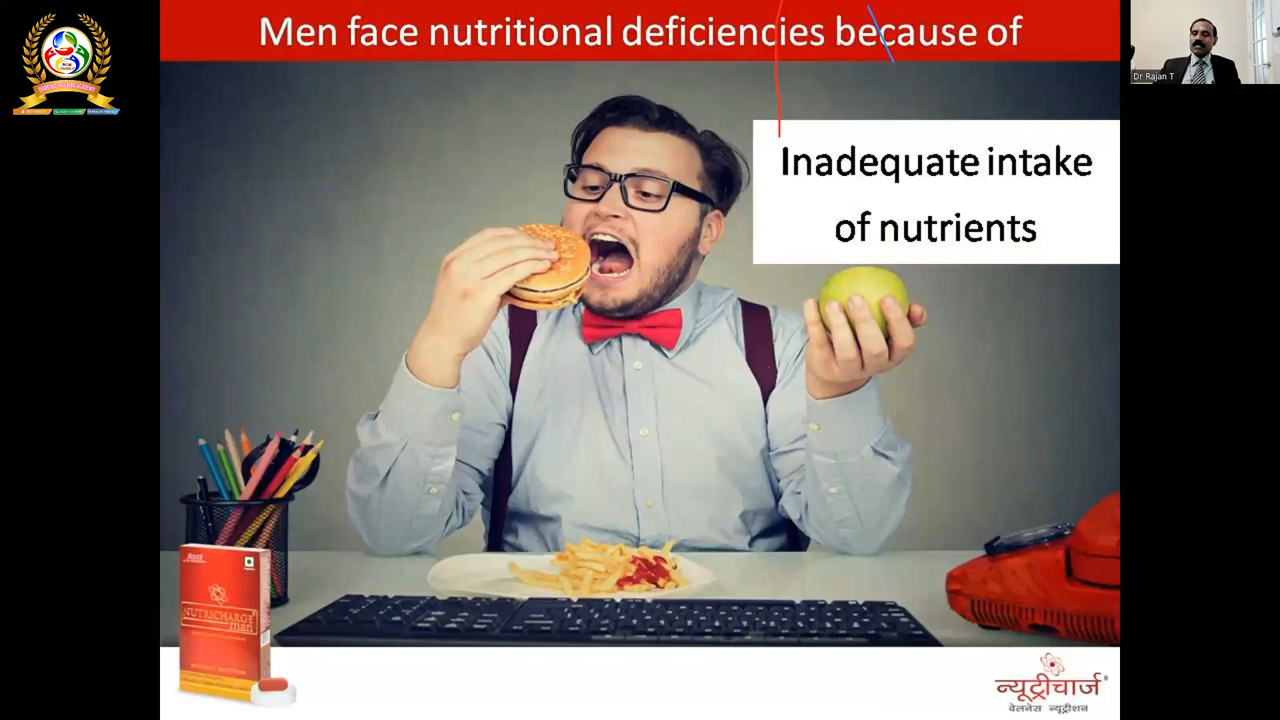 Men face nutritional deficiencies because of
Dr Rajan T
Inadequate intake
of nutrients
NUTRICHARGE
man
न्यूट्रीचार्ज
वेलनेस न्यूट्रीशन